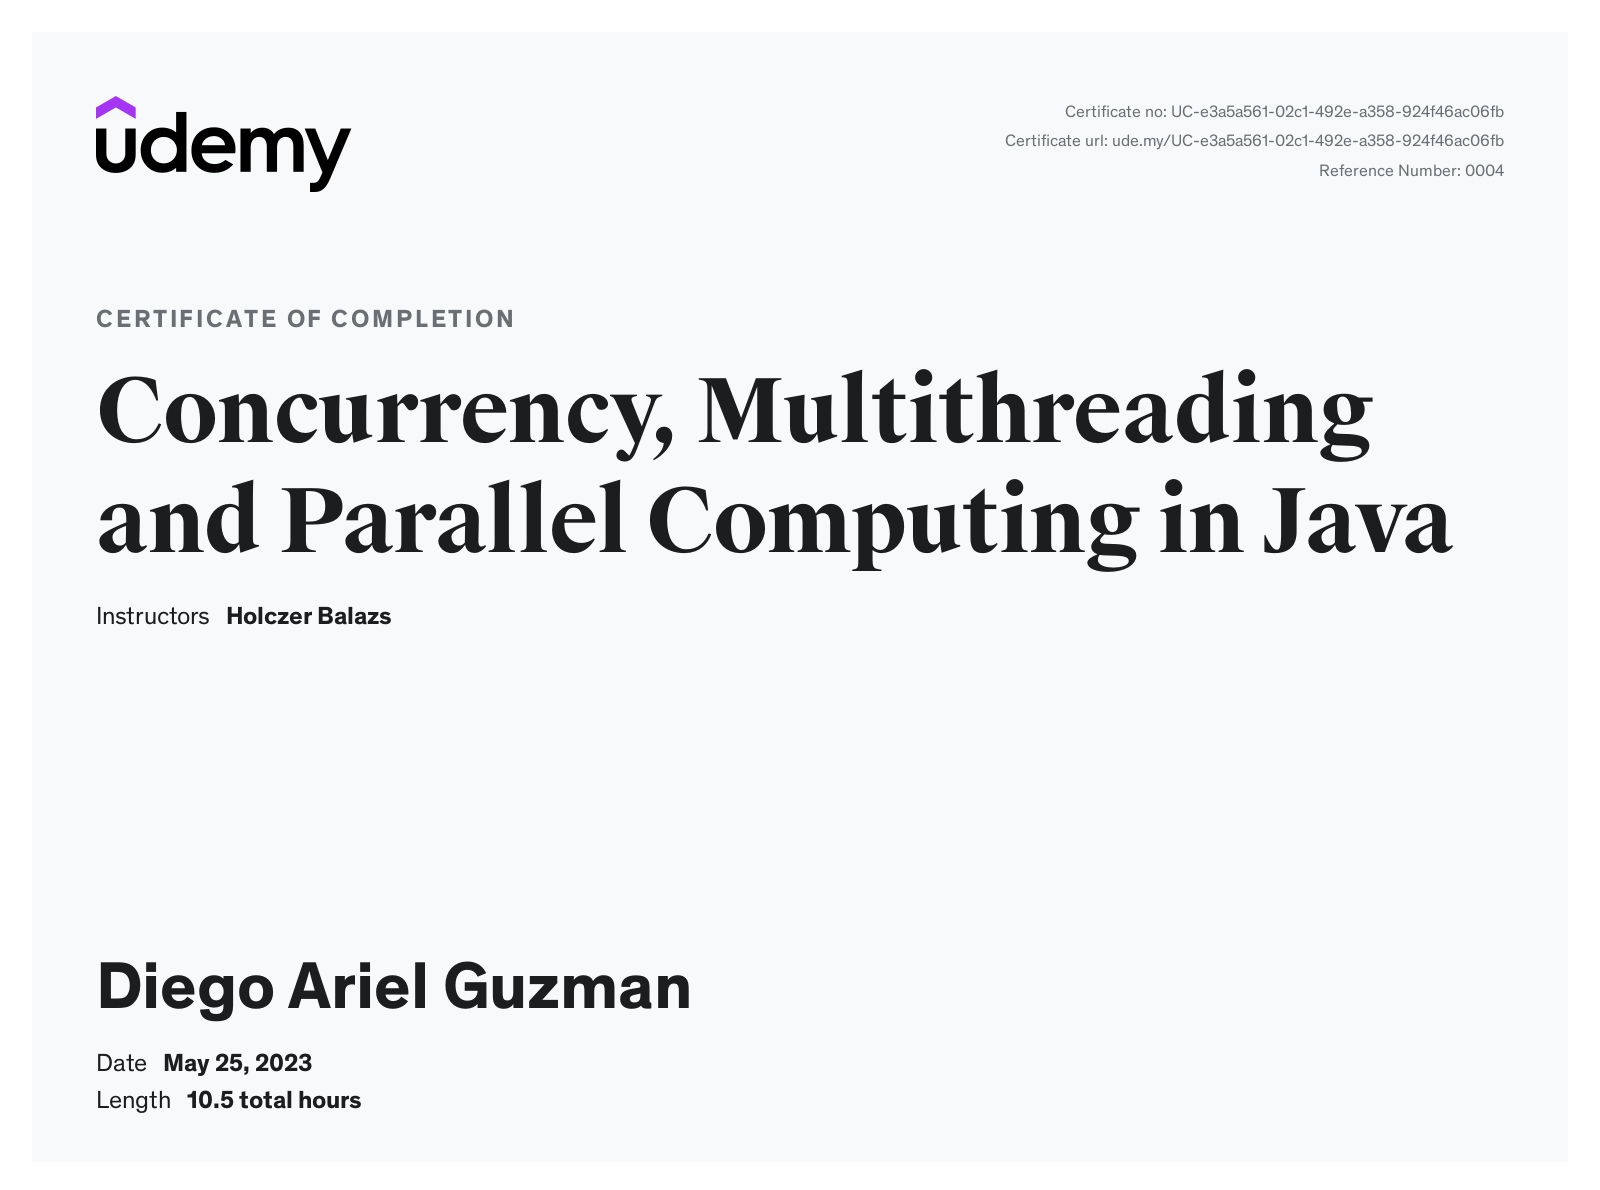 udemy
Certificate no: UC-e3a5a561-02c1-492e-a358-924f46ac06fb
Certificate url: ude.my/UC-e3a5a561-02c1-492e-a358-924f46ac06fb
Reference Number: 0004
CERTIFICATE OF COMPLETION
Concurrency, Multithreading
and Parallel Computing in Java
Instructors Holczer Balazs
Diego Ariel Guzman
Date May 25, 2023
Length 10.5 total hours